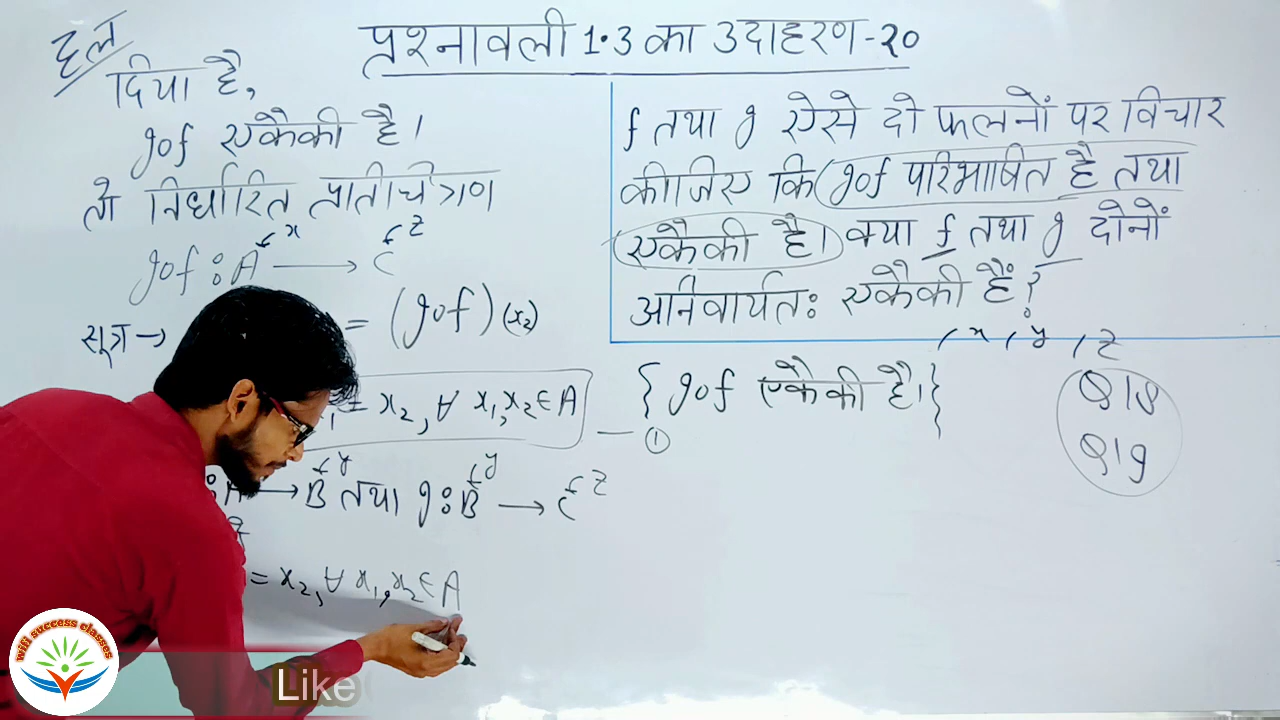 प्रश्नावली 1.3 का उदाहरण-20
हल
दिया है,
gof एकैकी है।
तो निर्धारित प्रतिचित्रण
x z
gof : A → C
सूत्र → = (gof)(x₂)
= x₂, ∀ x₁, x₂ ∈ A
— ① { gof एकैकी है। }
y y z
: A → B तथा g : B → C
= x₂, ∀ x₁, x₂ ∈ A
f तथा g ऐसे दो फलनों पर विचार
कीजिए कि gof परिभाषित है तथा
एकैकी है। क्या f तथा g दोनों
अनिवार्यतः एकैकी हैं?
, x , y , z
Q18
Q19
wifi success classes
Like